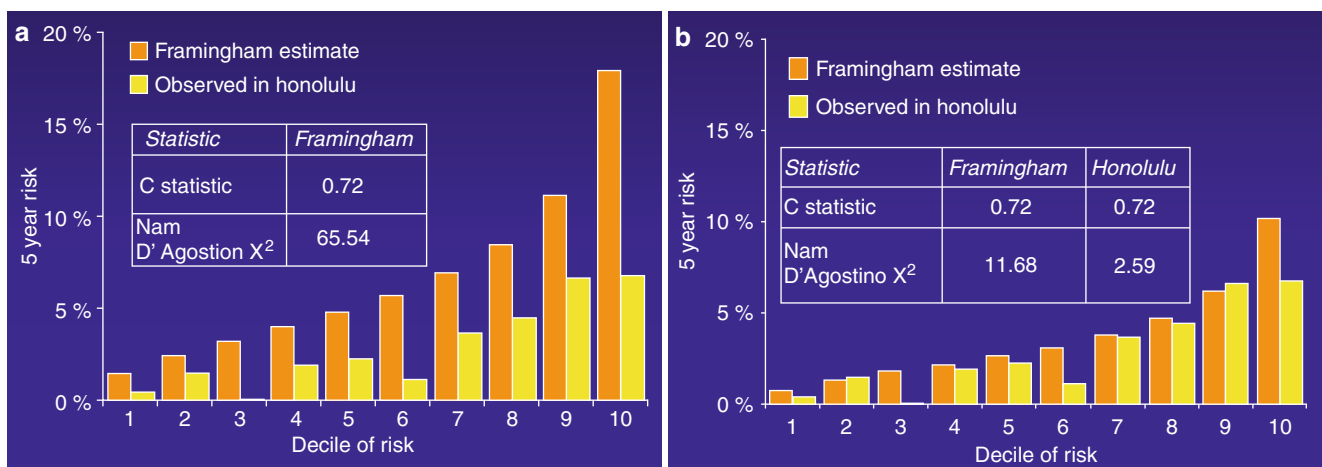 a
20 %
15 %
10 %
5 %
0 %
5 year risk
Framingham estimate
Observed in honolulu
Statistic Framingham
C statistic 0.72
Nam
D' Agostion X² 65.54
1 2 3 4 5 6 7 8 9 10
Decile of risk
b
20 %
15 %
10 %
5 %
0 %
5 year risk
Framingham estimate
Observed in honolulu
Statistic Framingham Honolulu
C statistic 0.72 0.72
Nam
D'Agostino X² 11.68 2.59
1 2 3 4 5 6 7 8 9 10
Decile of risk